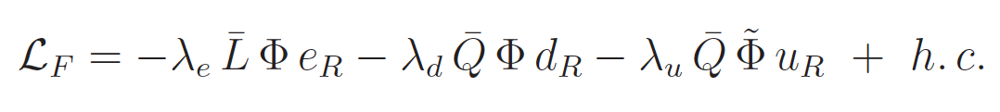 ℒ_F = −λ_e L̄ Φ e_R − λ_d Q̄ Φ d_R − λ_u Q̄ Φ̃ u_R + h. c.